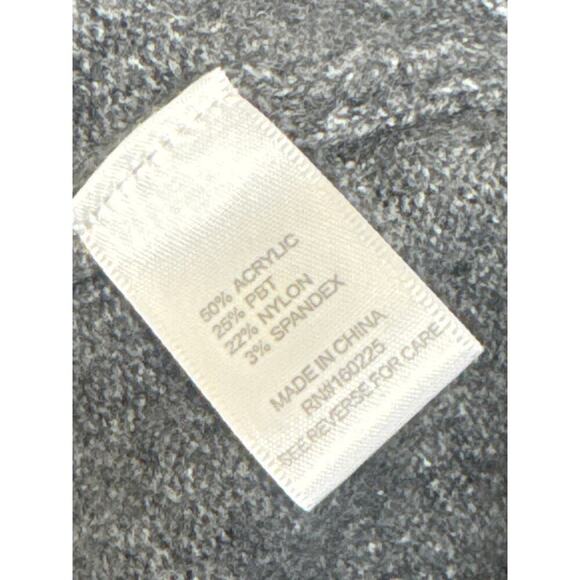 50% ACRYLIC
25% PBT
22% NYLON
3% SPANDEX
MADE IN CHINA
RN#160225
SEE REVERSE FOR CARE